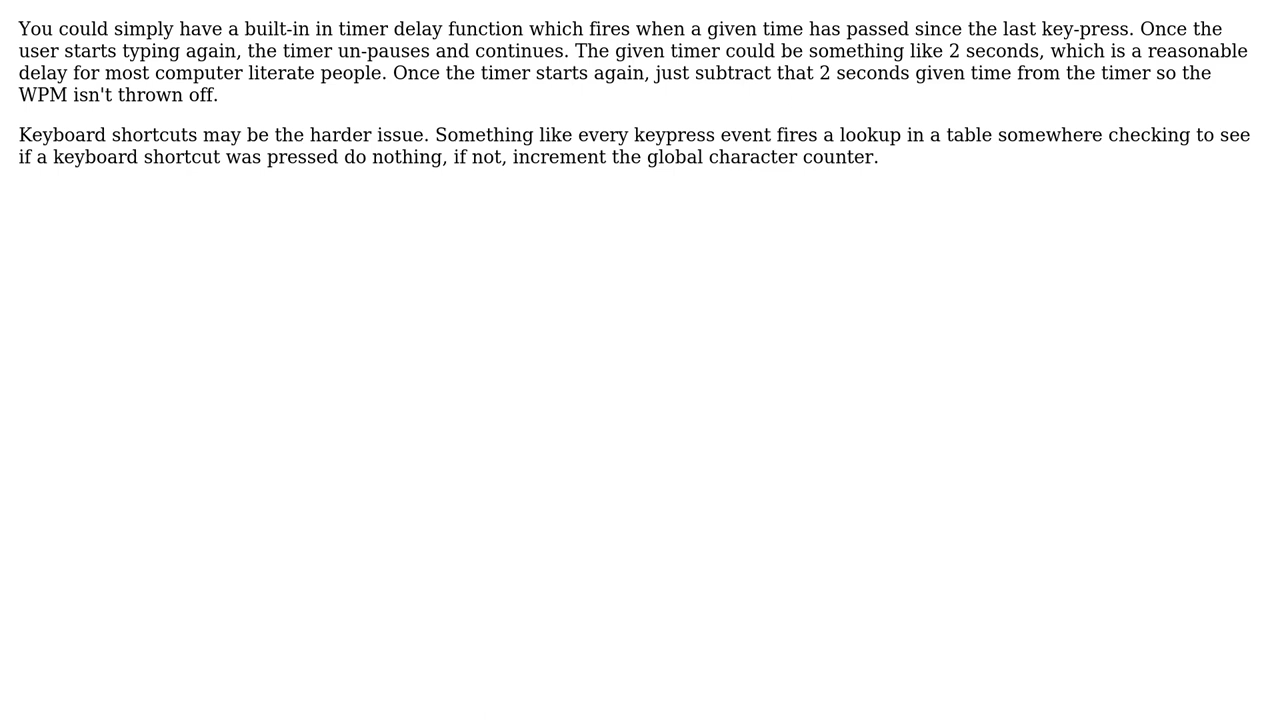 You could simply have a built-in in timer delay function which fires when a given time has passed since the last key-press. Once the
user starts typing again, the timer un-pauses and continues. The given timer could be something like 2 seconds, which is a reasonable
delay for most computer literate people. Once the timer starts again, just subtract that 2 seconds given time from the timer so the
WPM isn't thrown off.
Keyboard shortcuts may be the harder issue. Something like every keypress event fires a lookup in a table somewhere checking to see
if a keyboard shortcut was pressed do nothing, if not, increment the global character counter.